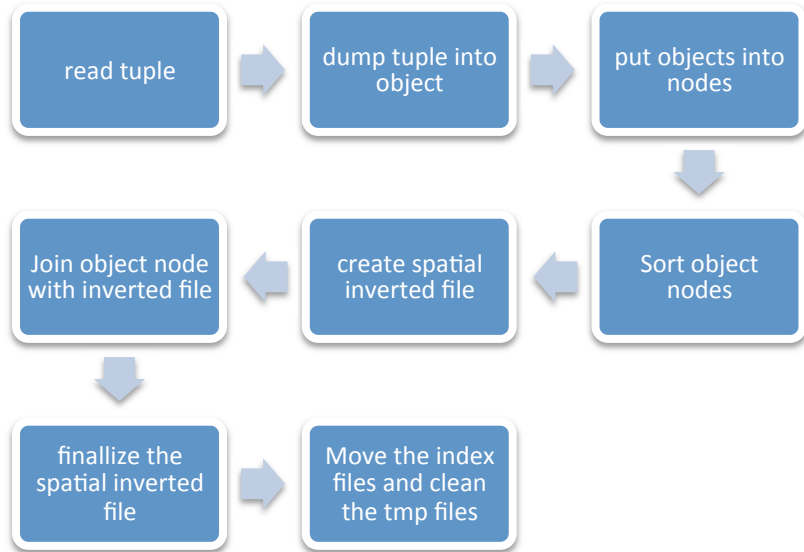 read tuple
dump tuple into
object
put objects into
nodes
Sort object
nodes
create spatial
inverted file
Join object node
with inverted file
finallize the
spatial inverted
file
Move the index
files and clean
the tmp files